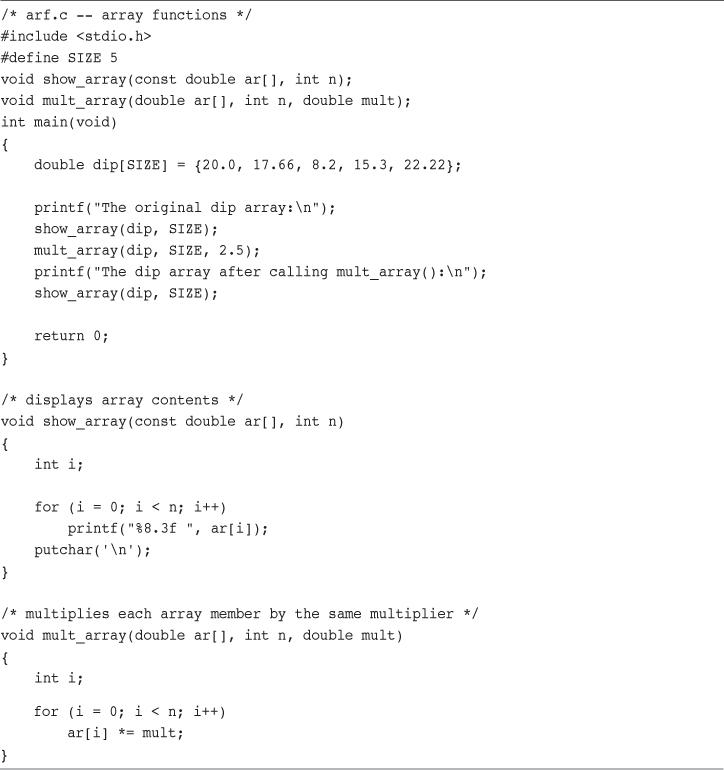 /* arf.c -- array functions */
#include <stdio.h>
#define SIZE 5
void show_array(const double ar[], int n);
void mult_array(double ar[], int n, double mult);
int main(void)
{
    double dip[SIZE] = {20.0, 17.66, 8.2, 15.3, 22.22};

    printf("The original dip array:\n");
    show_array(dip, SIZE);
    mult_array(dip, SIZE, 2.5);
    printf("The dip array after calling mult_array():\n");
    show_array(dip, SIZE);

    return 0;
}

/* displays array contents */
void show_array(const double ar[], int n)
{
    int i;

    for (i = 0; i < n; i++)
        printf("%8.3f ", ar[i]);
    putchar('\n');
}

/* multiplies each array member by the same multiplier */
void mult_array(double ar[], int n, double mult)
{
    int i;

    for (i = 0; i < n; i++)
        ar[i] *= mult;
}